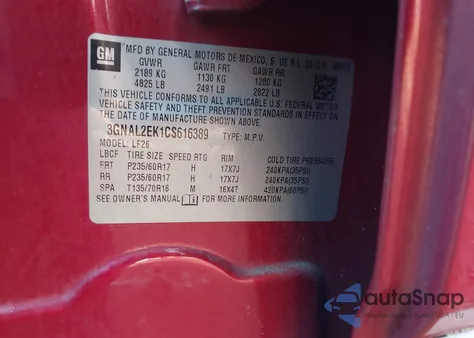 GM
MFD BY GENERAL MOTORS DE MEXICO, S. DE R.L. DE C.V.
GVWR GAWR FRT GAWR RR
2189 KG 1130 KG 1280 KG
4825 LB 2491 LB 2822 LB
THIS VEHICLE CONFORMS TO ALL APPLICABLE U.S. FEDERAL MOTOR
VEHICLE SAFETY AND THEFT PREVENTION STANDARDS IN EFFECT ON
THE DATE OF MANUFACTURE SHOWN ABOVE.
3GNAL2EK1CS616389 TYPE: M.P.V.
MODEL: LF26
LBCF TIRE SIZE SPEED RTG RIM COLD TIRE PRESSURE
FRT P235/60R17 H 17X7J 240KPA(35PSI)
RR P235/60R17 H 17X7J 240KPA(35PSI)
SPA T135/70R16 M 16X4T 420KPA(60PSI)
SEE OWNER'S MANUAL i FOR MORE INFORMATION.
autaSnap